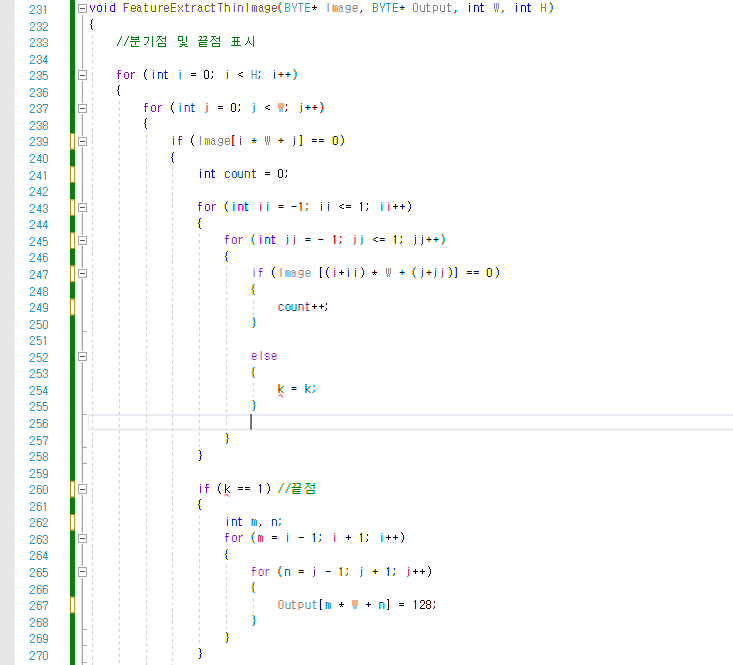 231 void FeatureExtractThinImage(BYTE* Image, BYTE* Output, int W, int H)
232 {
233 //분기점 및 끝점 표시
234
235 for (int i = 0; i < H; i++)
236 {
237 for (int j = 0; j < W; j++)
238 {
239 if (Image[i * W + j] == 0)
240 {
241 int count = 0;
242
243 for (int ii = -1; ii <= 1; ii++)
244 {
245 for (int jj = - 1; jj <= 1; jj++)
246 {
247 if (Image [(i+ii) * W + (j+jj)] == 0)
248 {
249 count++;
250 }
251
252 else
253 {
254 k = k;
255 }
256
257 }
258 }
259
260 if (k == 1) //끝점
261 {
262 int m, n;
263 for (m = i - 1; i + 1; i++)
264 {
265 for (n = j - 1; j + 1; j++)
266 {
267 Output[m * W + n] = 128;
268 }
269 }
270 }